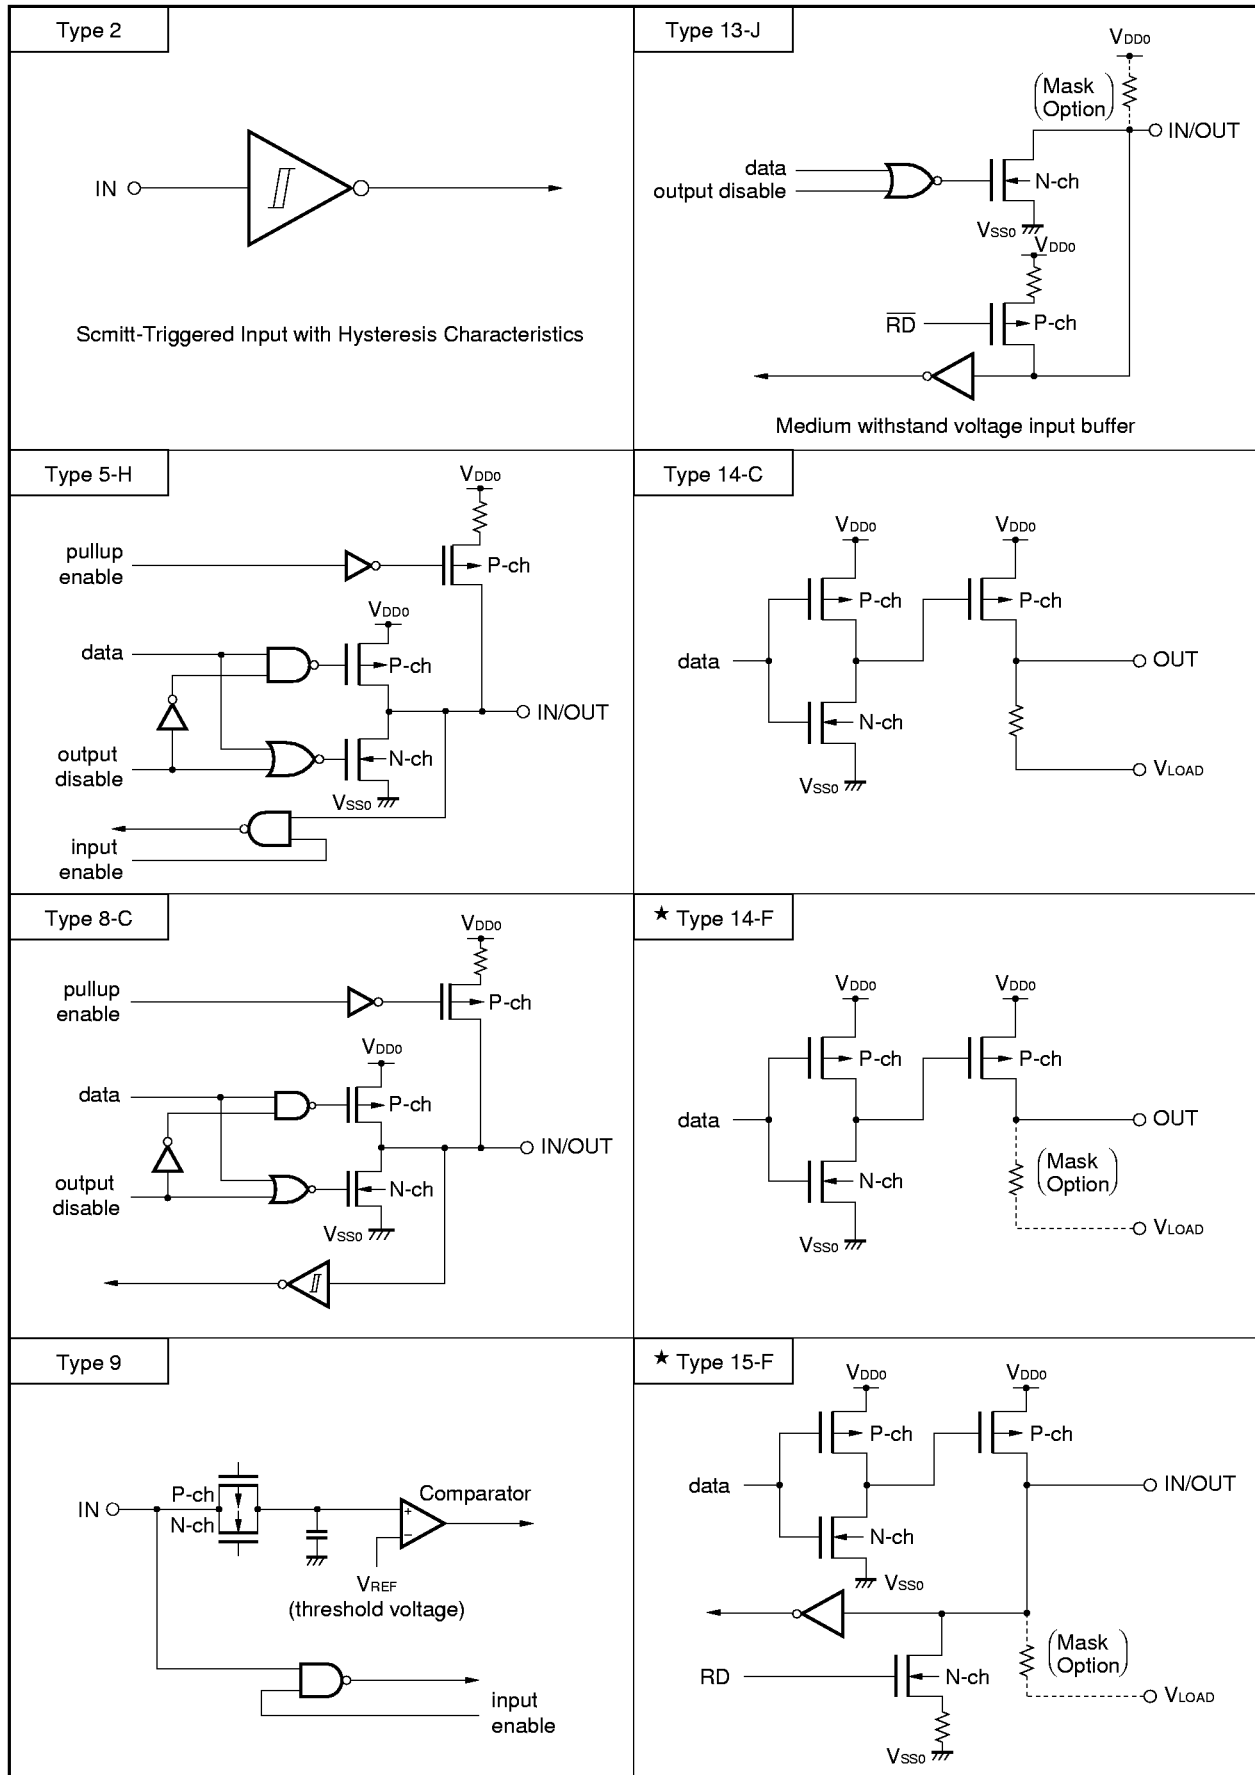 Type 2
IN
Scmitt-Triggered Input with Hysteresis Characteristics
Type 13-J
VDD0
(Mask
Option)
IN/OUT
data
output disable
N-ch
VSS0
VDD0
RD
P-ch
Medium withstand voltage input buffer
Type 5-H
VDD0
pullup
enable
P-ch
VDD0
data
P-ch
IN/OUT
output
disable
N-ch
VSS0
input
enable
Type 14-C
VDD0
VDD0
P-ch
P-ch
data
OUT
N-ch
VSS0
VLOAD
Type 8-C
VDD0
pullup
enable
P-ch
VDD0
data
P-ch
IN/OUT
output
disable
N-ch
VSS0
★ Type 14-F
VDD0
VDD0
P-ch
P-ch
data
OUT
(Mask
Option)
N-ch
VSS0
VLOAD
Type 9
IN
P-ch
N-ch
Comparator
+
−
VREF
(threshold voltage)
input
enable
★ Type 15-F
VDD0
VDD0
P-ch
P-ch
data
IN/OUT
N-ch
VSS0
(Mask
Option)
RD
N-ch
VLOAD
VSS0